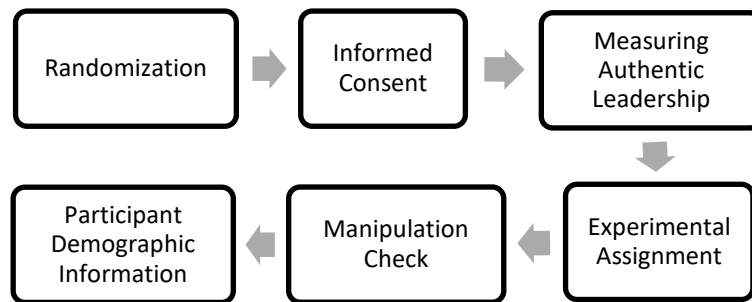 Randomization
Informed
Consent
Measuring
Authentic
Leadership
Experimental
Assignment
Manipulation
Check
Participant
Demographic
Information